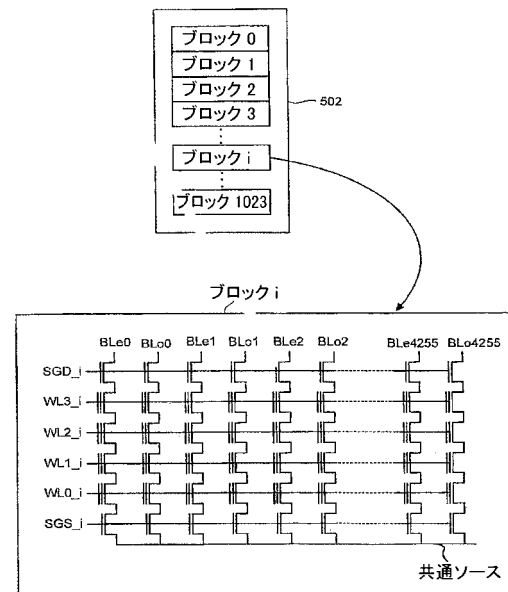 ブロック 0
ブロック 1
ブロック 2
ブロック 3
502
ブロック i
ブロック 1023
ブロック i
BLe0 BLo0 BLe1 BLo1 BLe2 BLo2 BLe4255 BLo4255
SGD_i
WL3_i
WL2_i
WL1_i
WL0_i
SGS_i
共通ソース